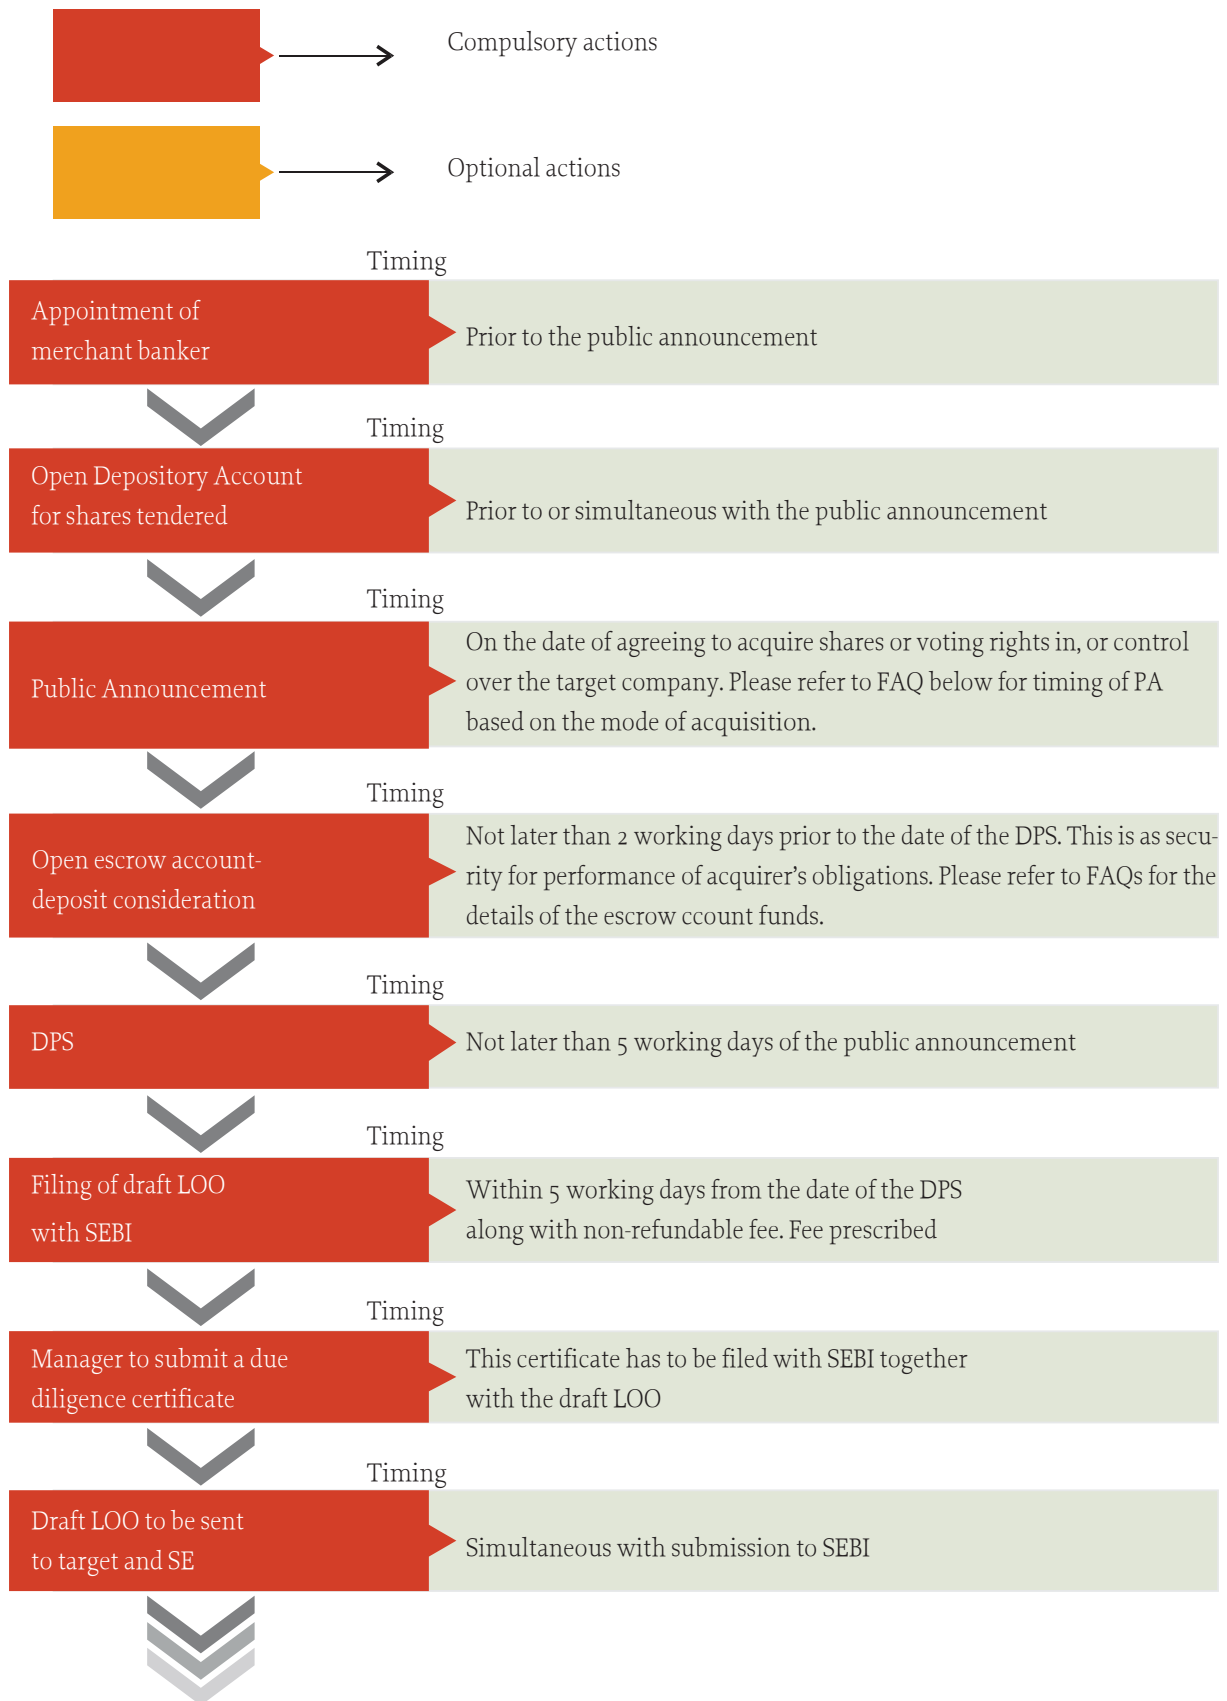 Compulsory actions
Optional actions
Timing
Appointment of
merchant banker
Prior to the public announcement
Timing
Open Depository Account
for shares tendered
Prior to or simultaneous with the public announcement
Timing
Public Announcement
On the date of agreeing to acquire shares or voting rights in, or control
over the target company. Please refer to FAQ below for timing of PA
based on the mode of acquisition.
Timing
Open escrow account-
deposit consideration
Not later than 2 working days prior to the date of the DPS. This is as secu-
rity for performance of acquirer’s obligations. Please refer to FAQs for the
details of the escrow ccount funds.
Timing
DPS
Not later than 5 working days of the public announcement
Timing
Filing of draft LOO
with SEBI
Within 5 working days from the date of the DPS
along with non-refundable fee. Fee prescribed
Timing
Manager to submit a due
diligence certificate
This certificate has to be filed with SEBI together
with the draft LOO
Timing
Draft LOO to be sent
to target and SE
Simultaneous with submission to SEBI